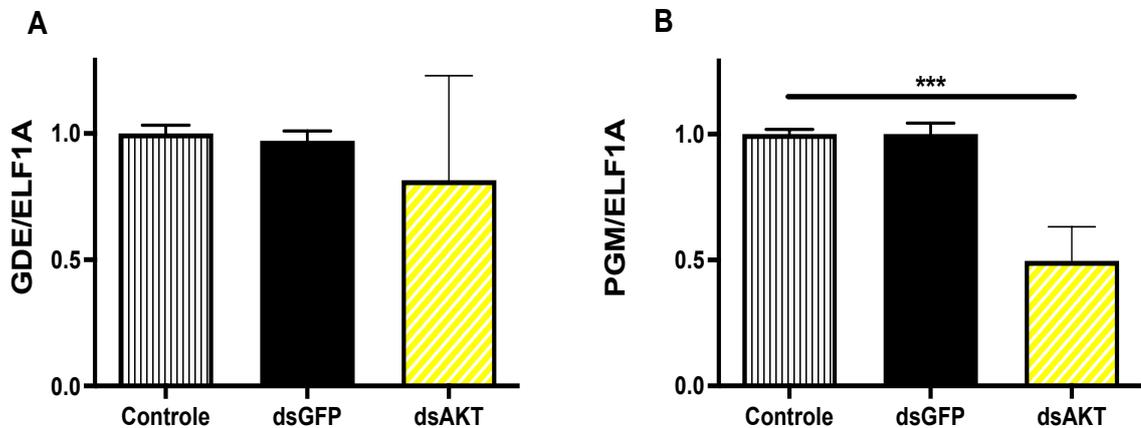 A
GDE/ELF1A
1.0
0.5
0.0
Controle dsGFP dsAKT
B
PGM/ELF1A
***
1.0
0.5
0.0
Controle dsGFP dsAKT